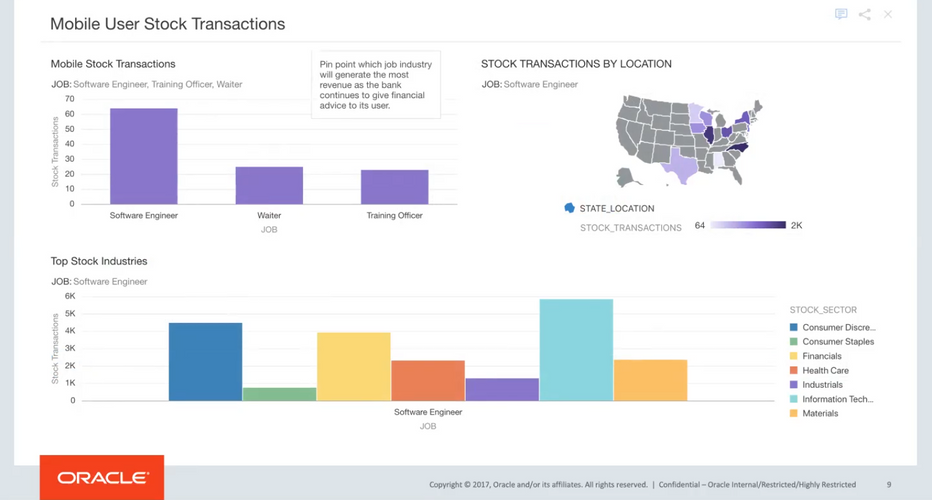 Mobile User Stock Transactions
Mobile Stock Transactions
JOB: Software Engineer, Training Officer, Waiter
Pin point which job industry
will generate the most
revenue as the bank
continues to give financial
advice to its user.
70
60
50
40
30
20
10
0
Stock Transactions
Software Engineer
Waiter
Training Officer
JOB
STOCK TRANSACTIONS BY LOCATION
JOB: Software Engineer
STATE_LOCATION
STOCK_TRANSACTIONS 64 2K
Top Stock Industries
JOB: Software Engineer
6K
5K
4K
3K
2K
1K
0
Stock Transactions
Software Engineer
JOB
STOCK_SECTOR
Consumer Discre...
Consumer Staples
Financials
Health Care
Industrials
Information Tech...
Materials
ORACLE®
Copyright © 2017, Oracle and/or its affiliates. All rights reserved. | Confidential – Oracle Internal/Restricted/Highly Restricted 9